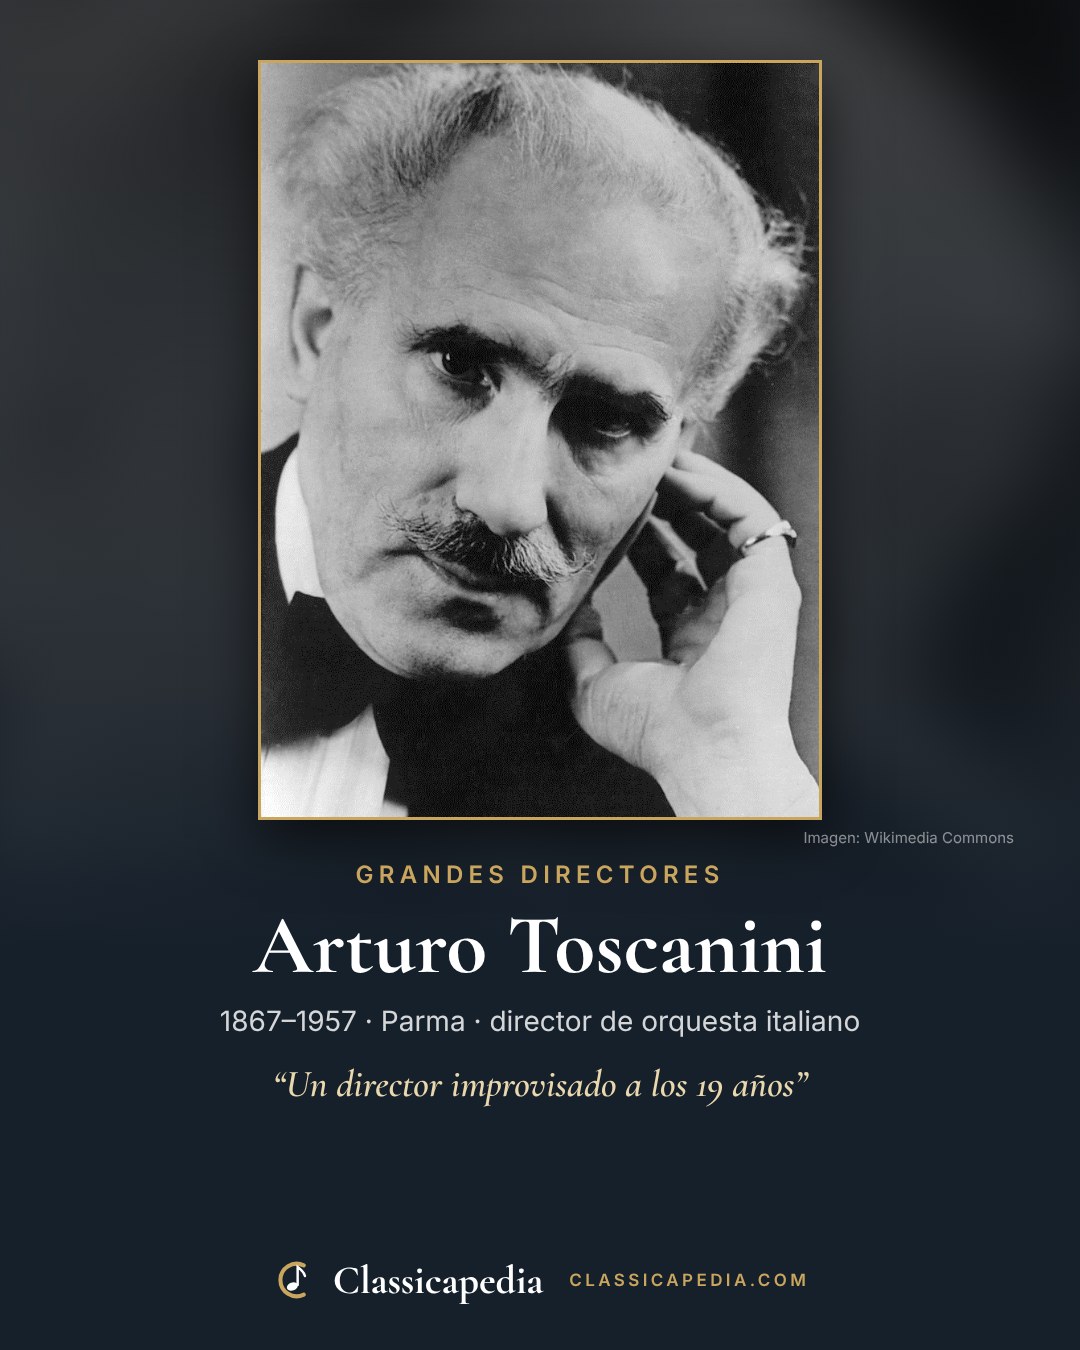 Imagen: Wikimedia Commons
GRANDES DIRECTORES
Arturo Toscanini
1867–1957 · Parma · director de orquesta italiano
“Un director improvisado a los 19 años”
Classicapedia CLASSICAPEDIA.COM